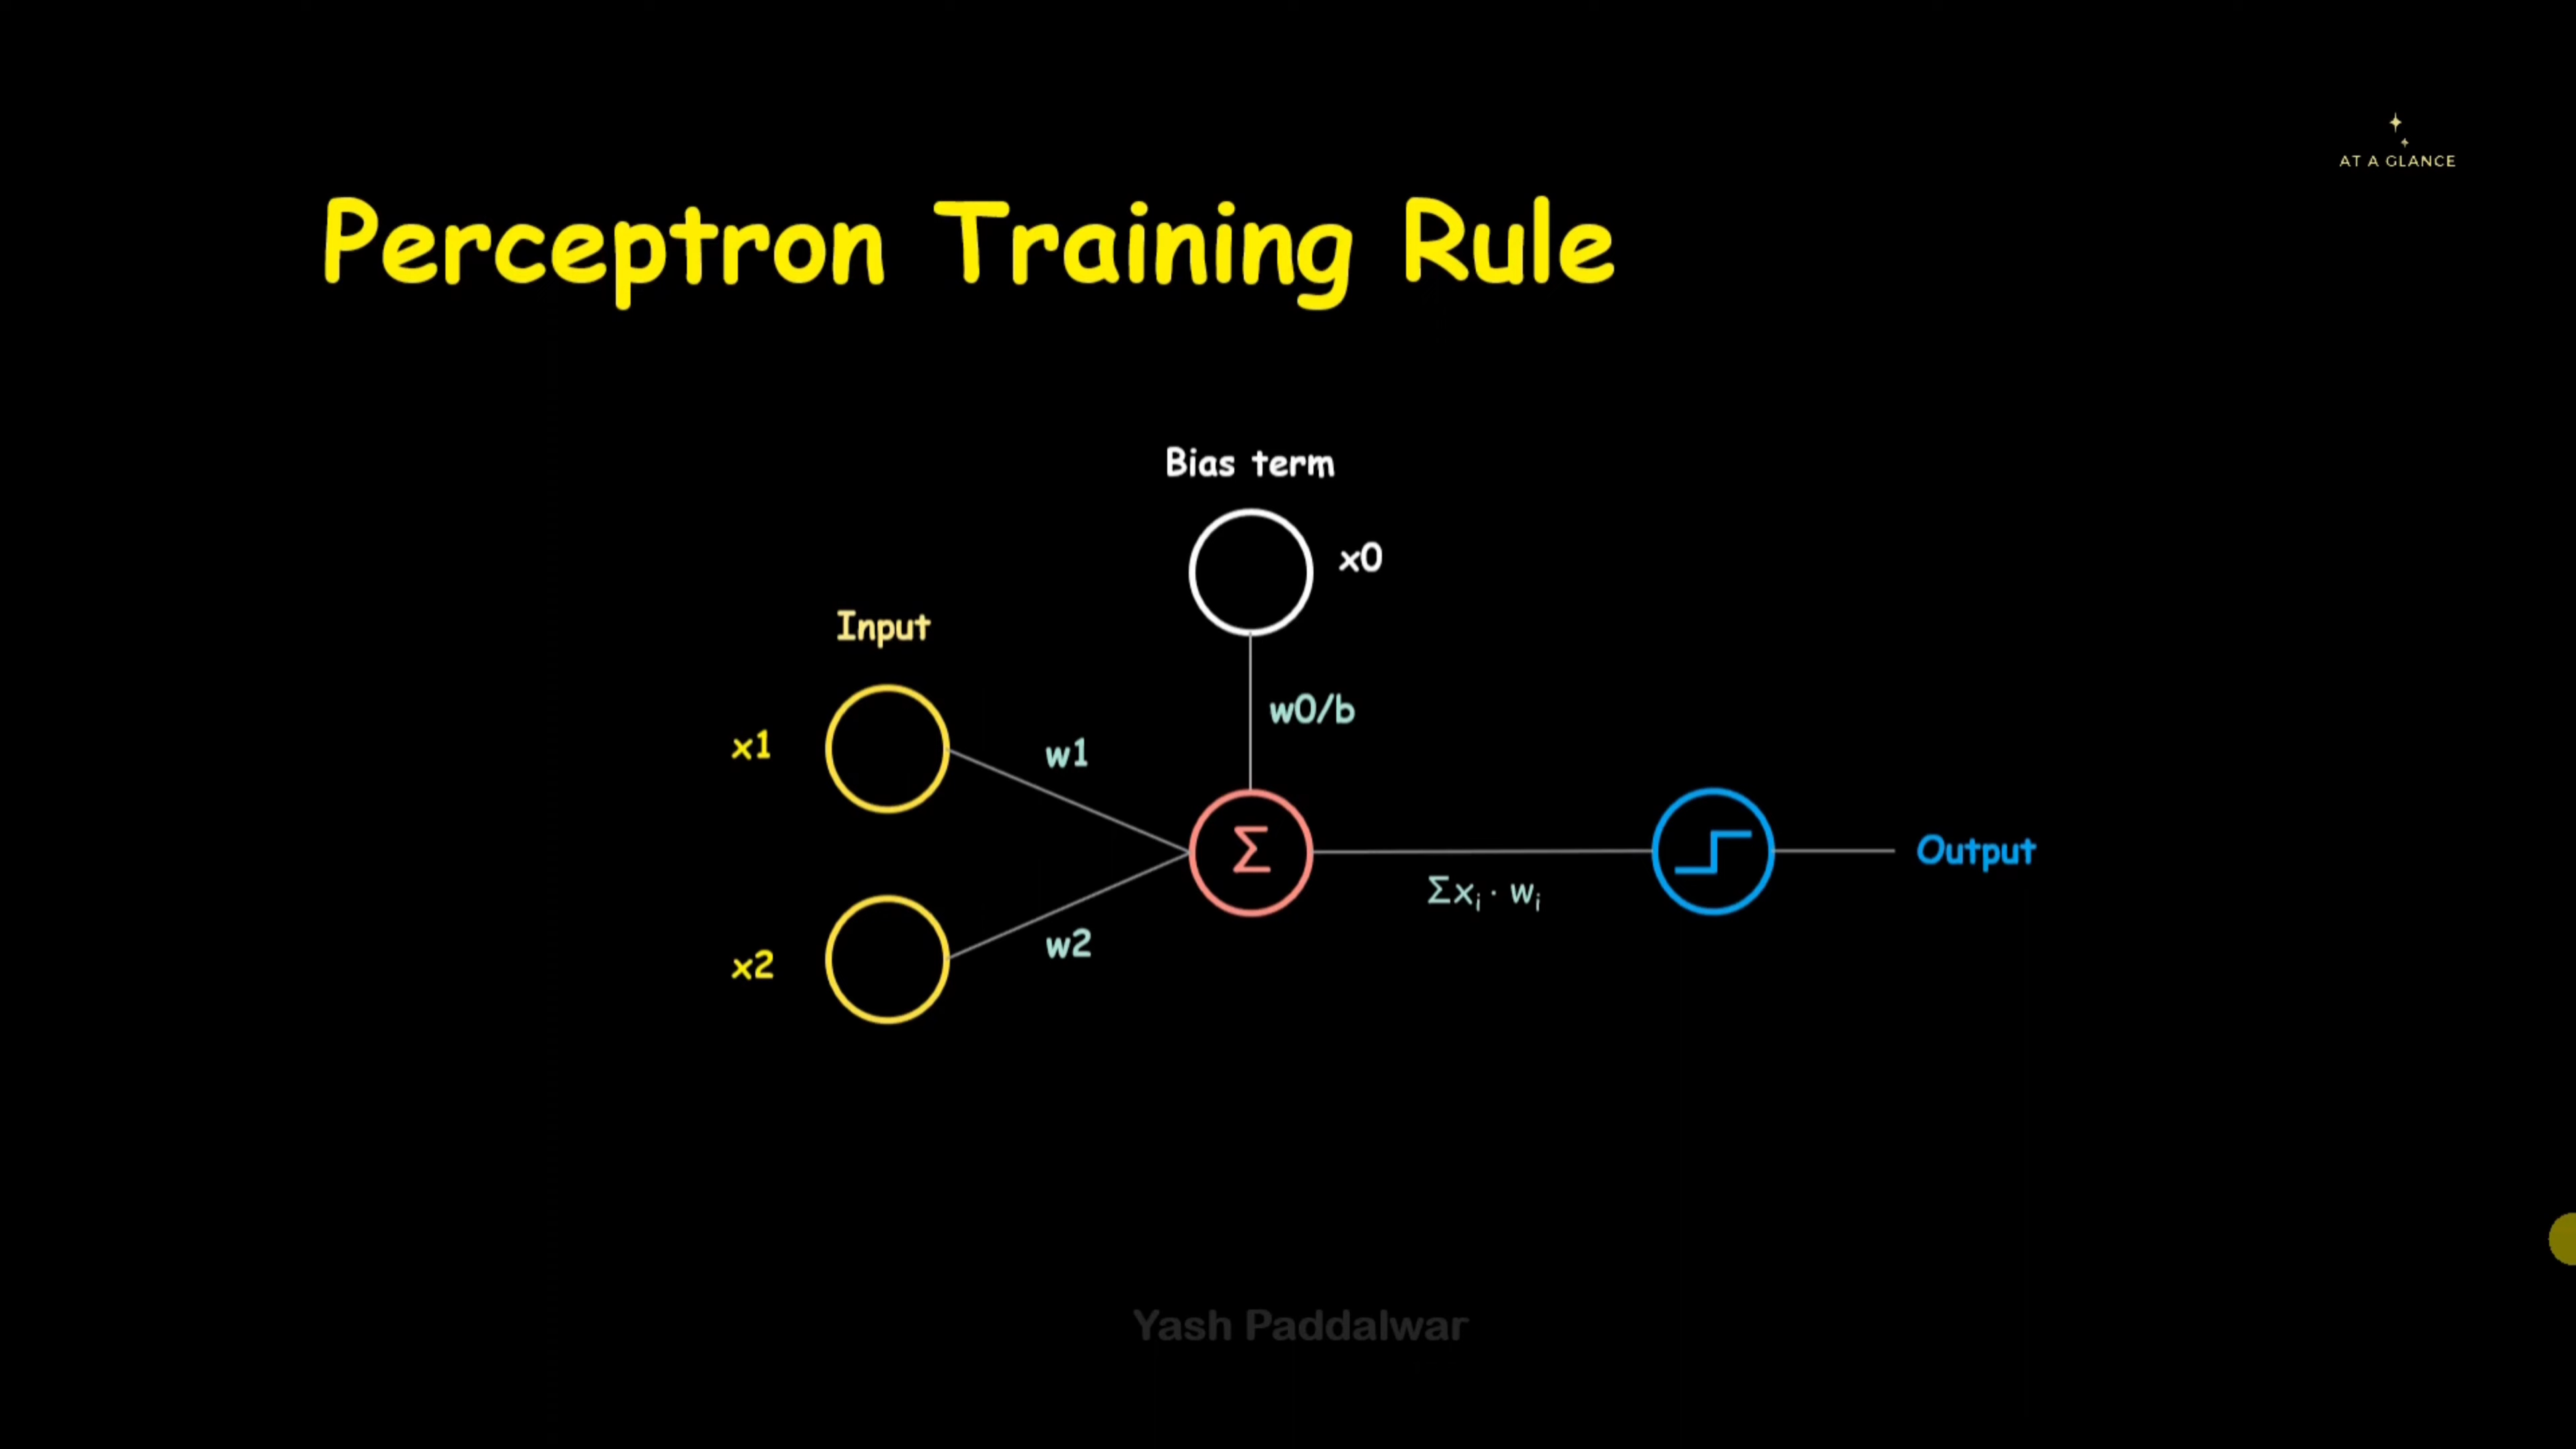 AT A GLANCE
Perceptron Training Rule
Bias term
x0
Input
w0/b
x1
w1
Σ
Output
Σxᵢ · wᵢ
w2
x2
Yash Paddalwar